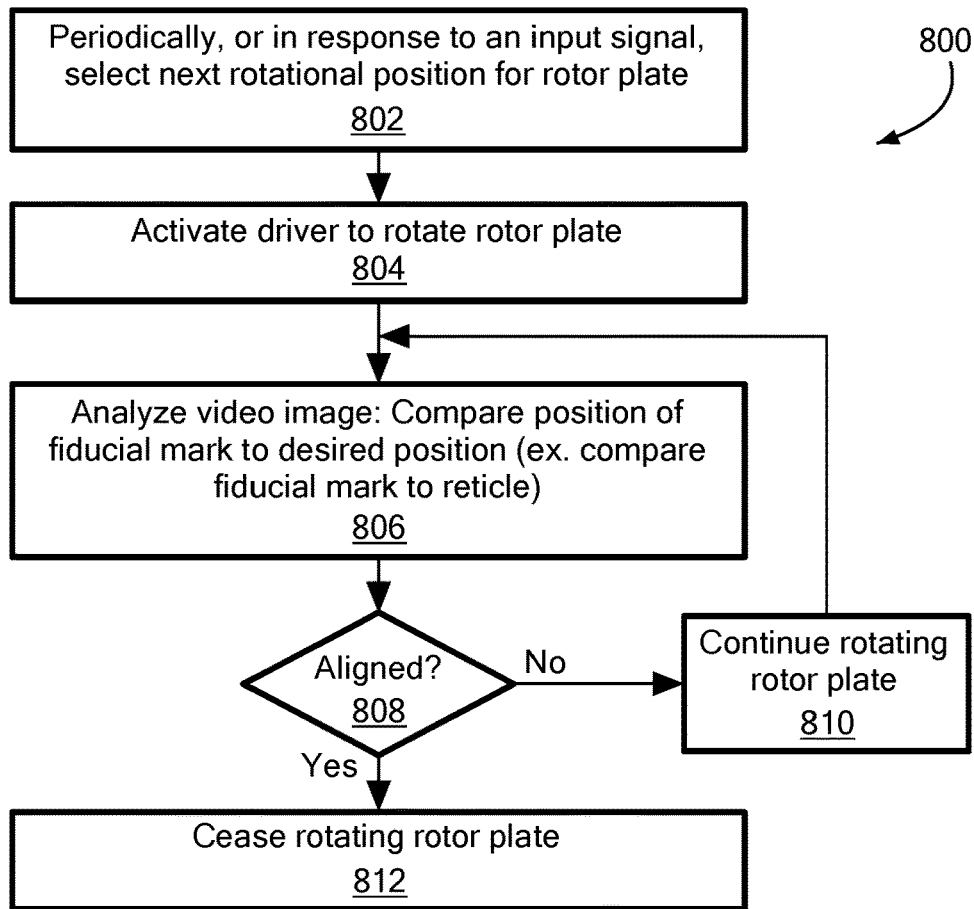 Periodically, or in response to an input signal,
select next rotational position for rotor plate
802
800
Activate driver to rotate rotor plate
804
Analyze video image: Compare position of
fiducial mark to desired position (ex. compare
fiducial mark to reticle)
806
Aligned?
808
No
Continue rotating
rotor plate
810
Yes
Cease rotating rotor plate
812